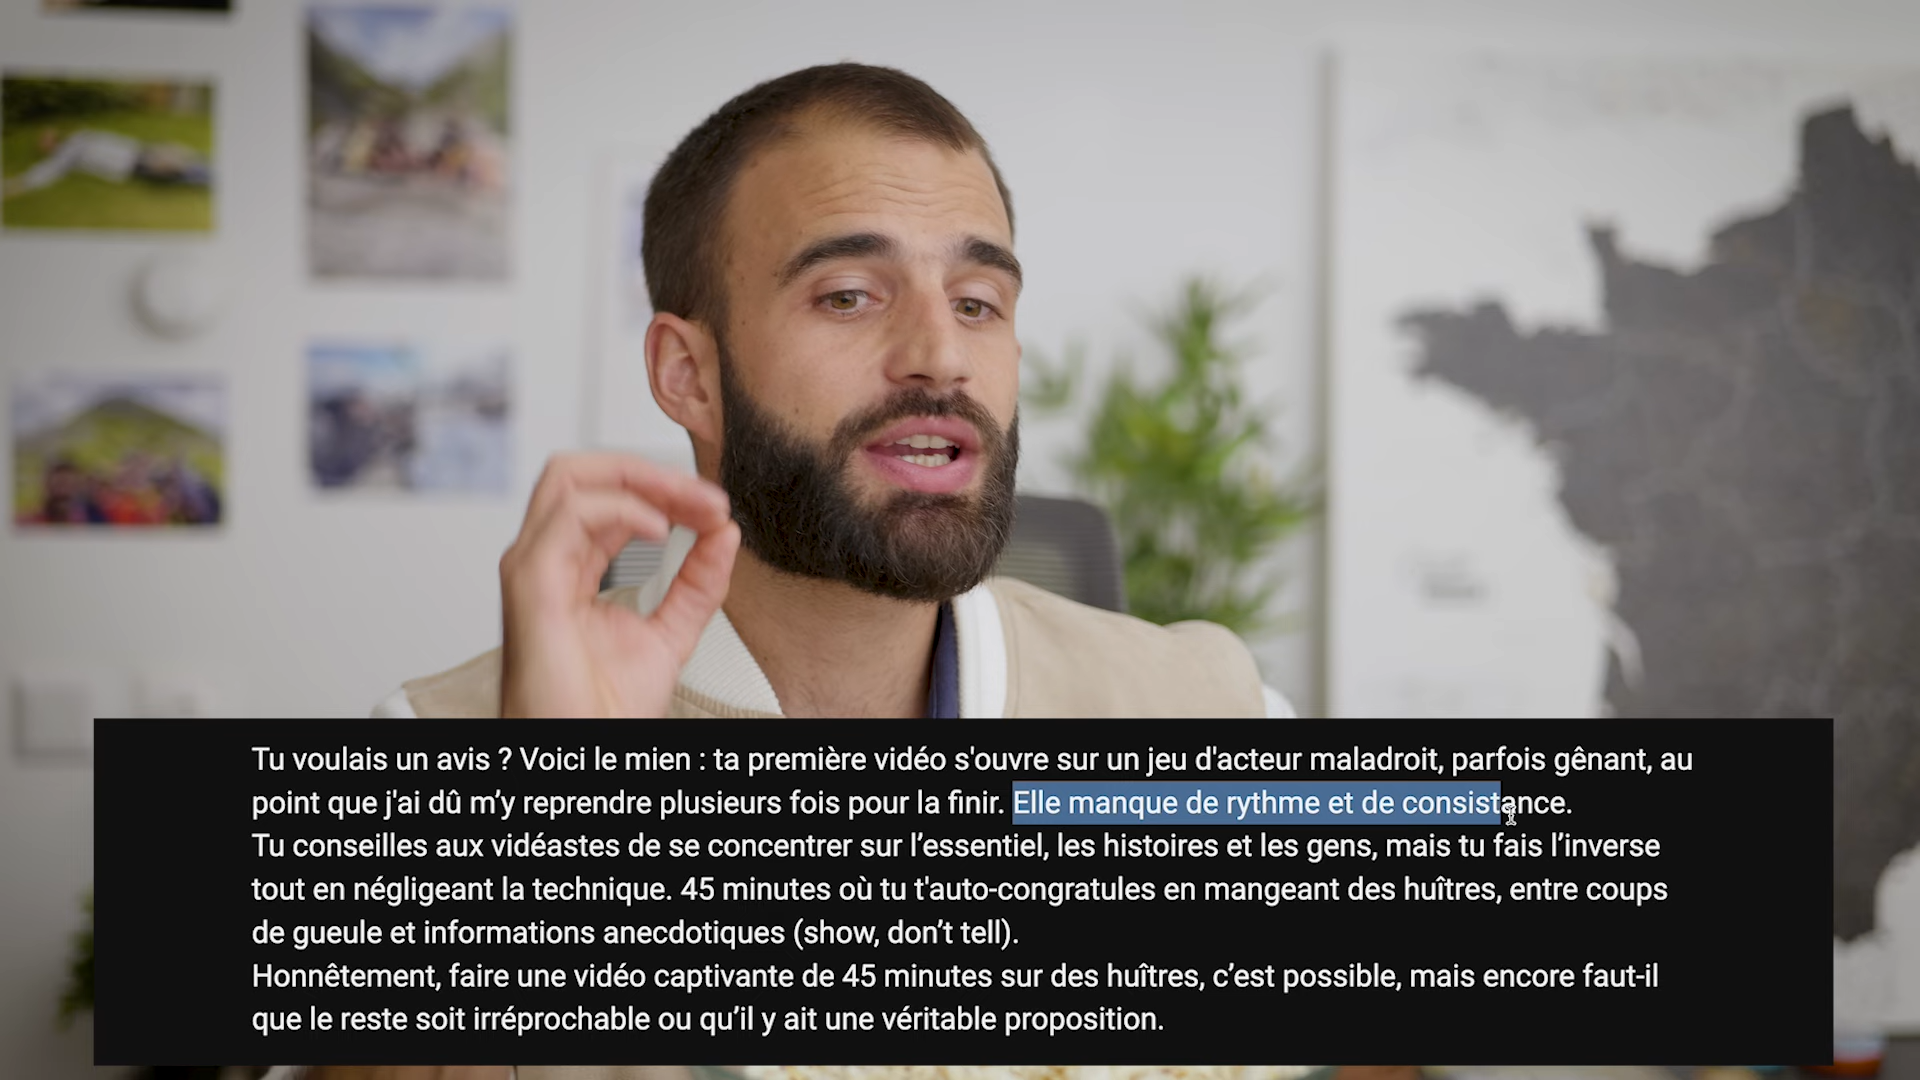 Tu voulais un avis ? Voici le mien : ta première vidéo s'ouvre sur un jeu d'acteur maladroit, parfois gênant, au
point que j'ai dû m’y reprendre plusieurs fois pour la finir. Elle manque de rythme et de consistance.
Tu conseilles aux vidéastes de se concentrer sur l’essentiel, les histoires et les gens, mais tu fais l’inverse
tout en négligeant la technique. 45 minutes où tu t'auto-congratules en mangeant des huîtres, entre coups
de gueule et informations anecdotiques (show, don’t tell).
Honnêtement, faire une vidéo captivante de 45 minutes sur des huîtres, c’est possible, mais encore faut-il
que le reste soit irréprochable ou qu’il y ait une véritable proposition.